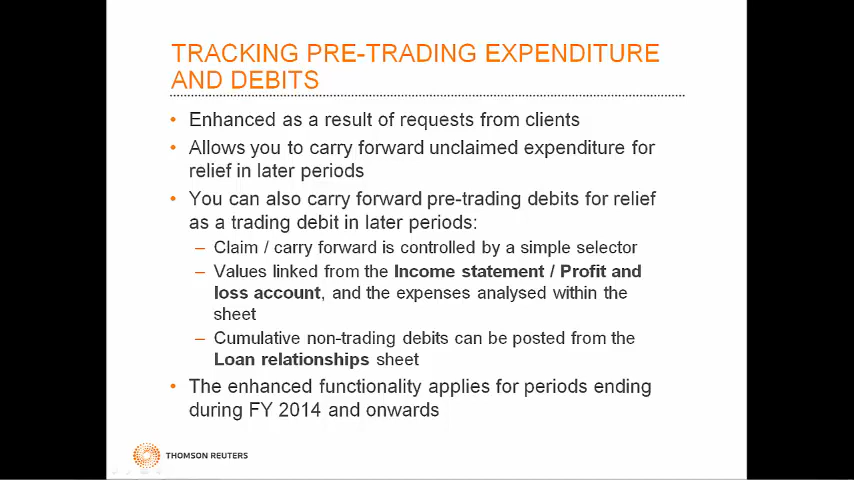 TRACKING PRE-TRADING EXPENDITURE
AND DEBITS
• Enhanced as a result of requests from clients
• Allows you to carry forward unclaimed expenditure for
relief in later periods
• You can also carry forward pre-trading debits for relief
as a trading debit in later periods:
– Claim / carry forward is controlled by a simple selector
– Values linked from the Income statement / Profit and
loss account, and the expenses analysed within the
sheet
– Cumulative non-trading debits can be posted from the
Loan relationships sheet
• The enhanced functionality applies for periods ending
during FY 2014 and onwards
THOMSON REUTERS